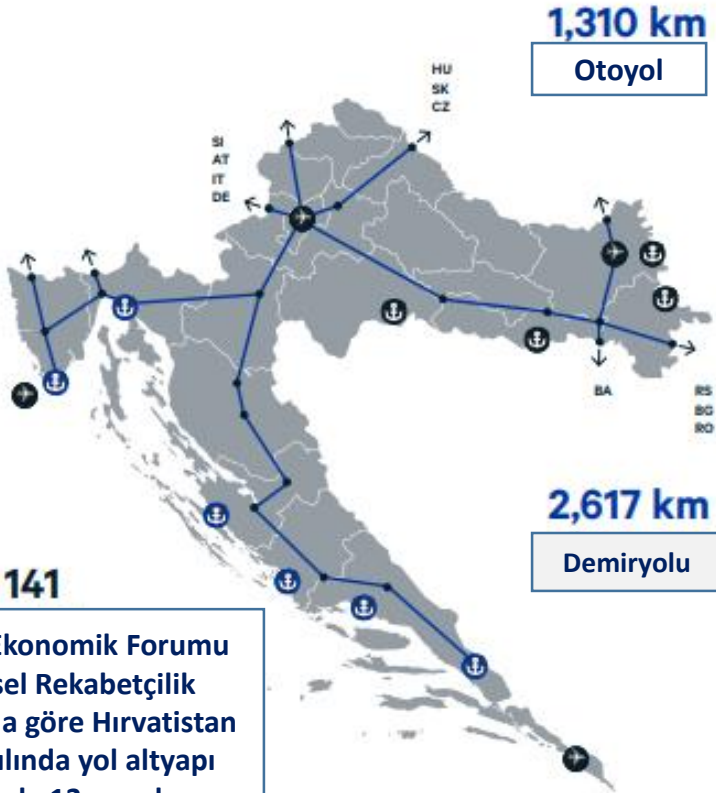 1,310 km
Otoyol
HU
SK
CZ
SI
AT
IT
DE
BA
RS
BG
RO
2,617 km
Demiryolu
141
Ekonomik Forumu
sel Rekabetçilik
a göre Hırvatistan
ılında yol altyapı